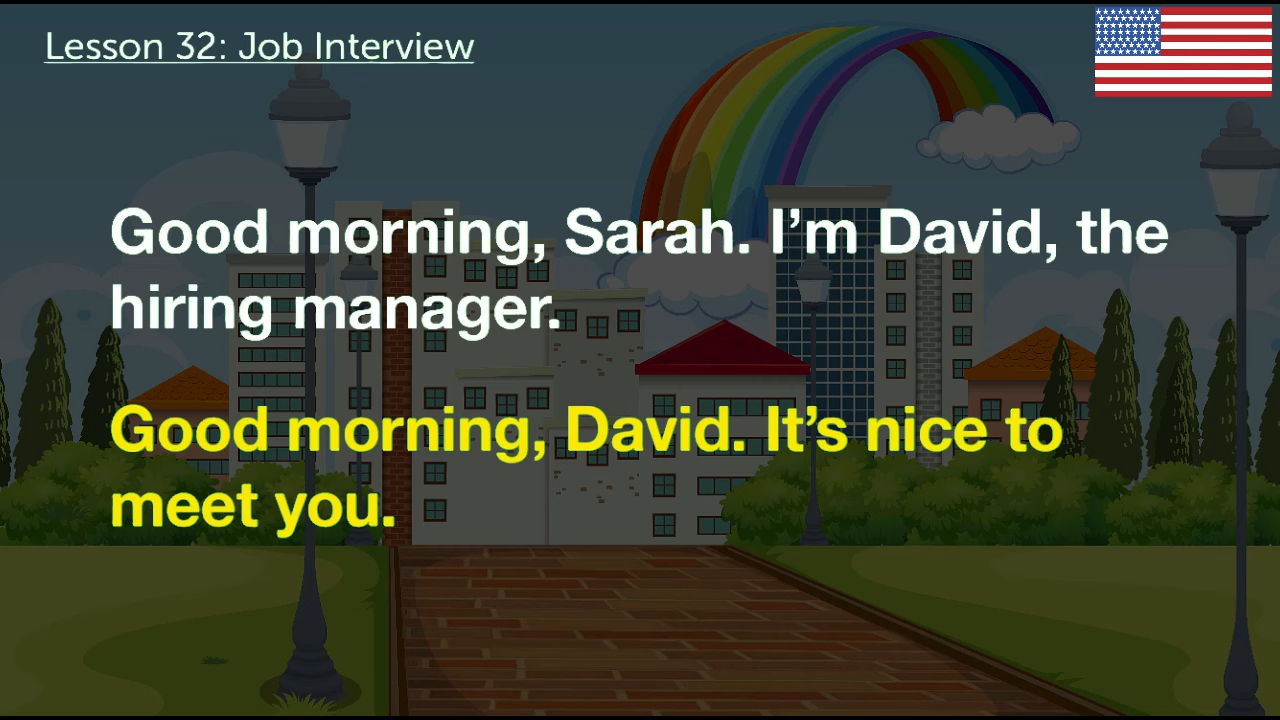 Lesson 32: Job Interview
Good morning, Sarah. I’m David, the
hiring manager.
Good morning, David. It’s nice to
meet you.